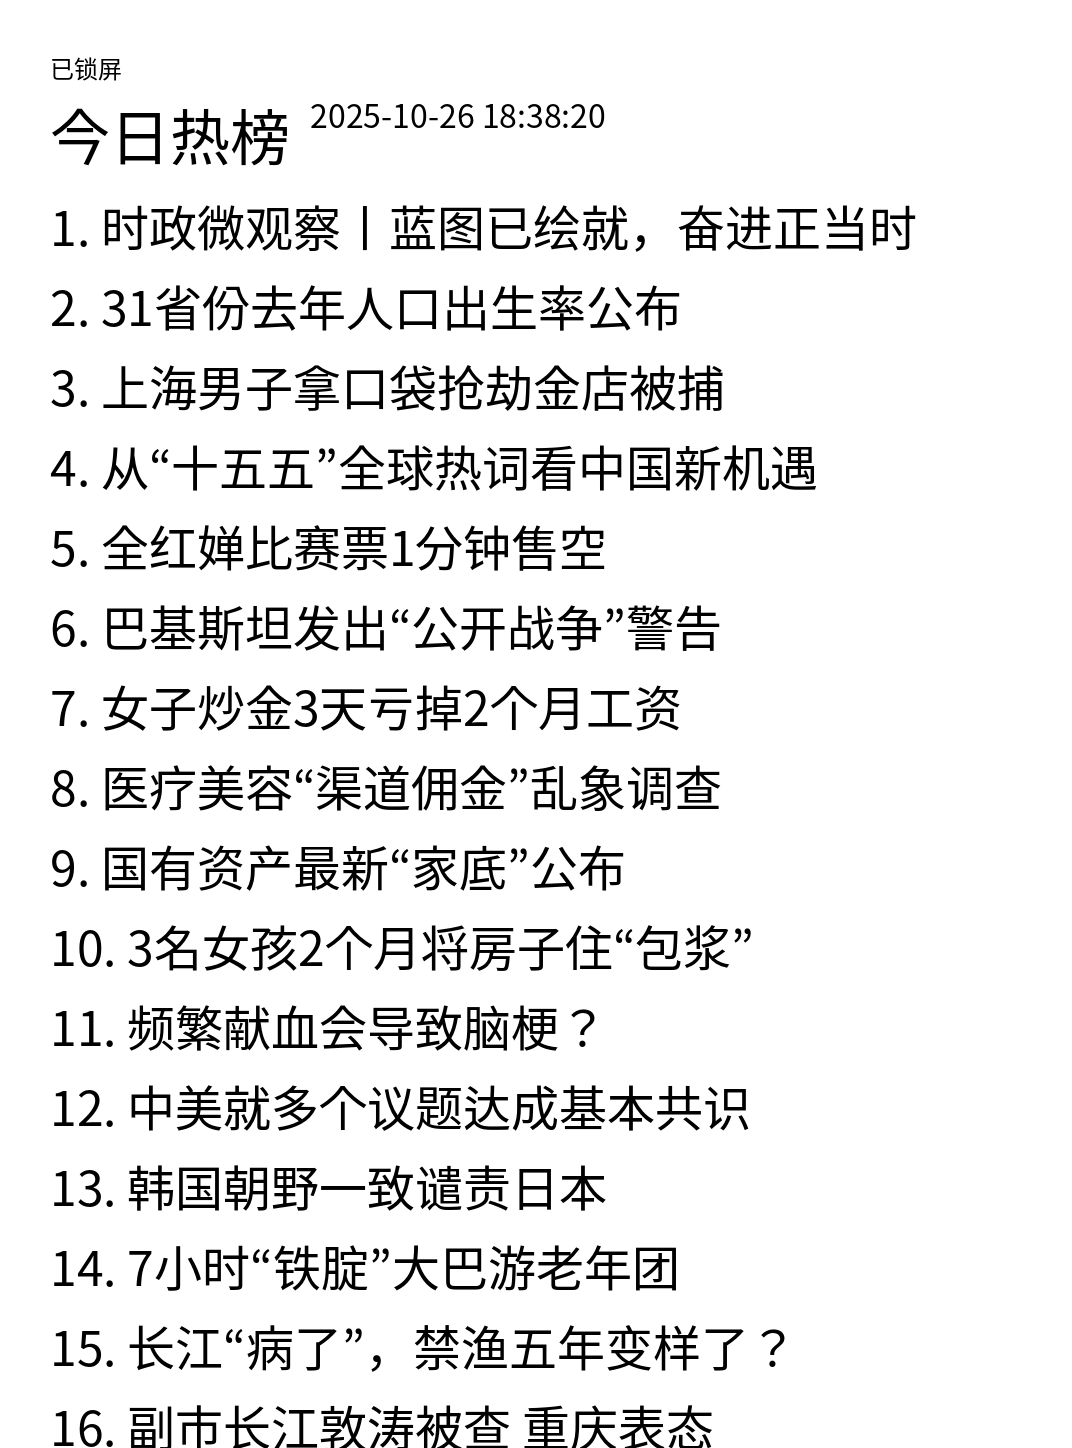 已锁屏
今日热榜 2025-10-26 18:38:20
1. 时政微观察丨蓝图已绘就，奋进正当时
2. 31省份去年人口出生率公布
3. 上海男子拿口袋抢劫金店被捕
4. 从“十五五”全球热词看中国新机遇
5. 全红婵比赛票1分钟售空
6. 巴基斯坦发出“公开战争”警告
7. 女子炒金3天亏掉2个月工资
8. 医疗美容“渠道佣金”乱象调查
9. 国有资产最新“家底”公布
10. 3名女孩2个月将房子住“包浆”
11. 频繁献血会导致脑梗？
12. 中美就多个议题达成基本共识
13. 韩国朝野一致谴责日本
14. 7小时“铁腚”大巴游老年团
15. 长江“病了”，禁渔五年变样了？
16. 副市长江敦涛被查 重庆表态